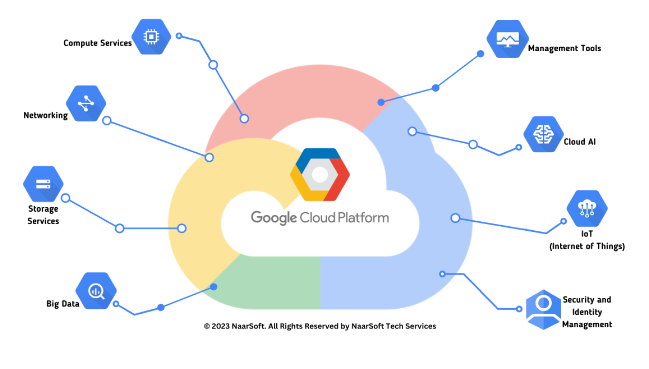 Compute Services
Management Tools
Networking
Cloud AI
Storage
Services
Google Cloud Platform
IoT
(Internet of Things)
Big Data
Security and
Identity
Management
© 2023 NaarSoft. All Rights Reserved by NaarSoft Tech Services